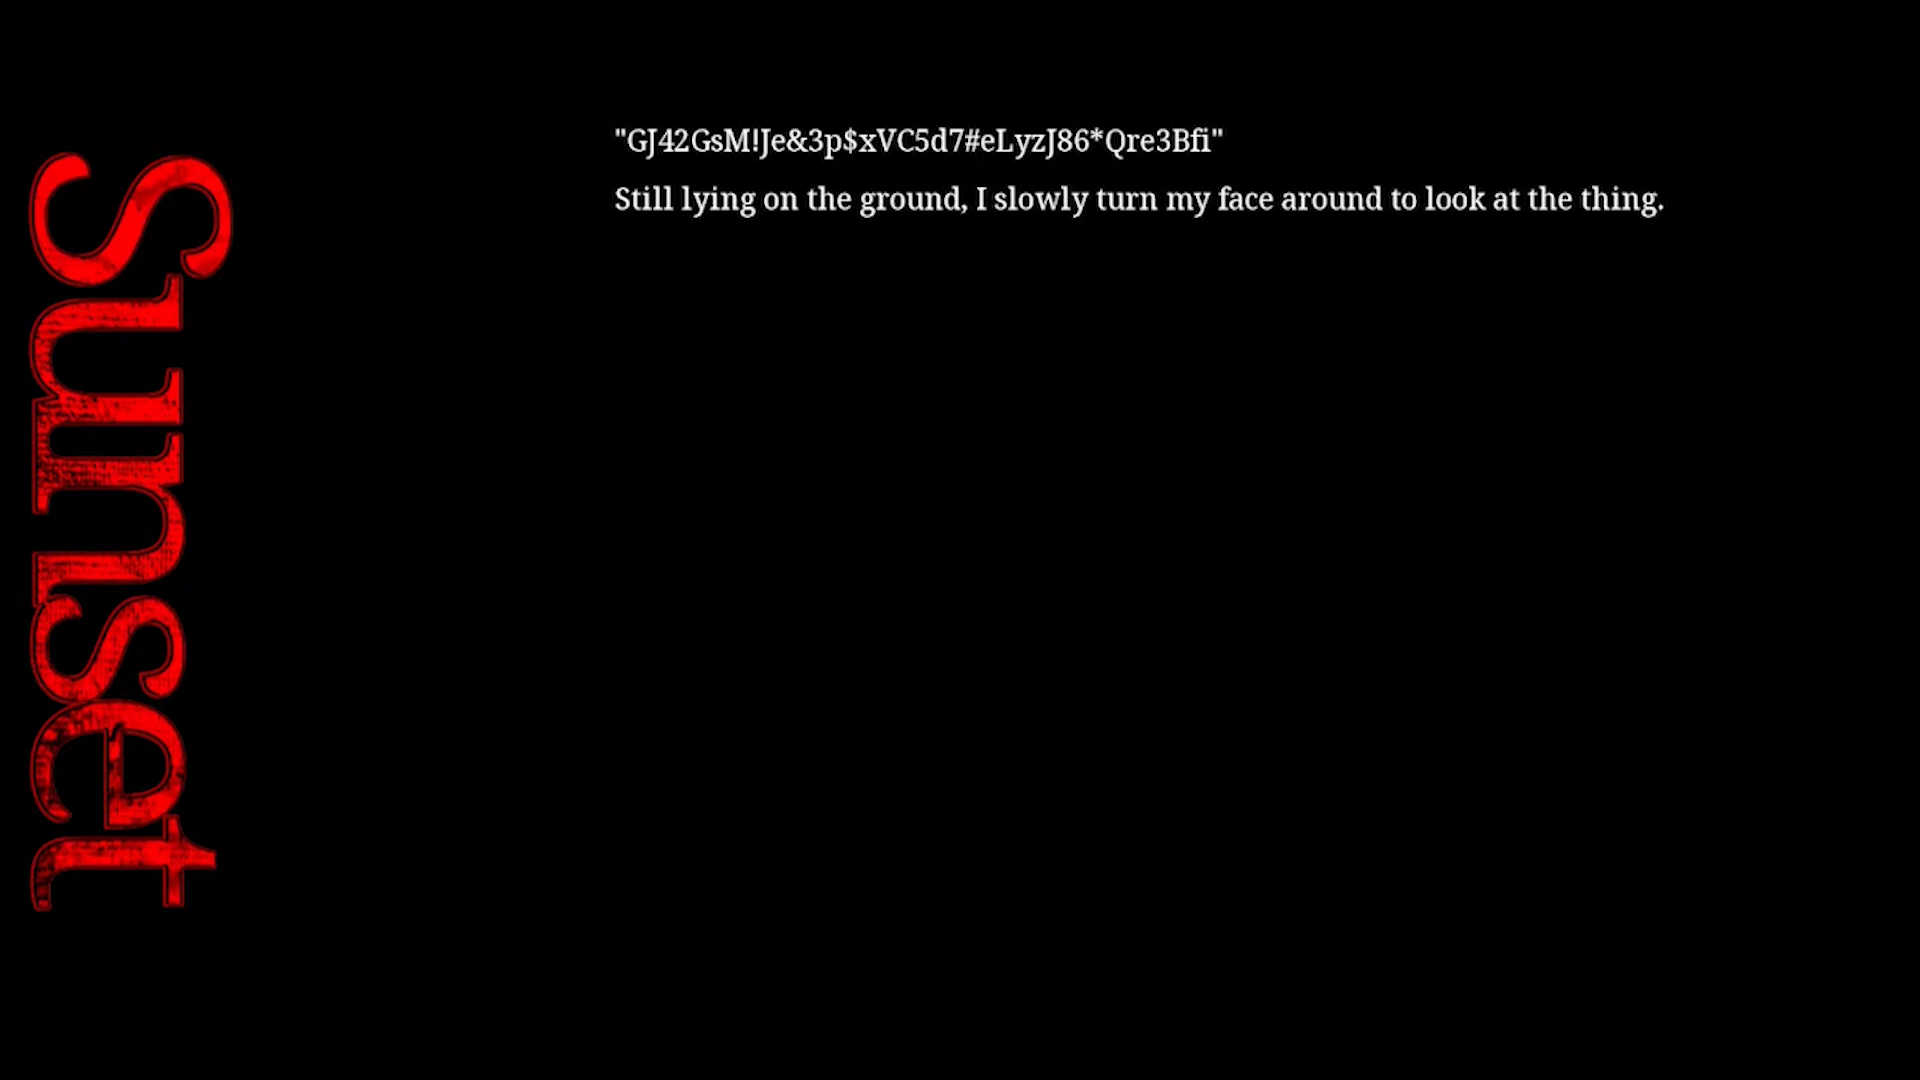 Sunset
"GJ42GsM!Je&3p$xVC5d7#eLyzJ86*Qre3Bfi"
Still lying on the ground, I slowly turn my face around to look at the thing.